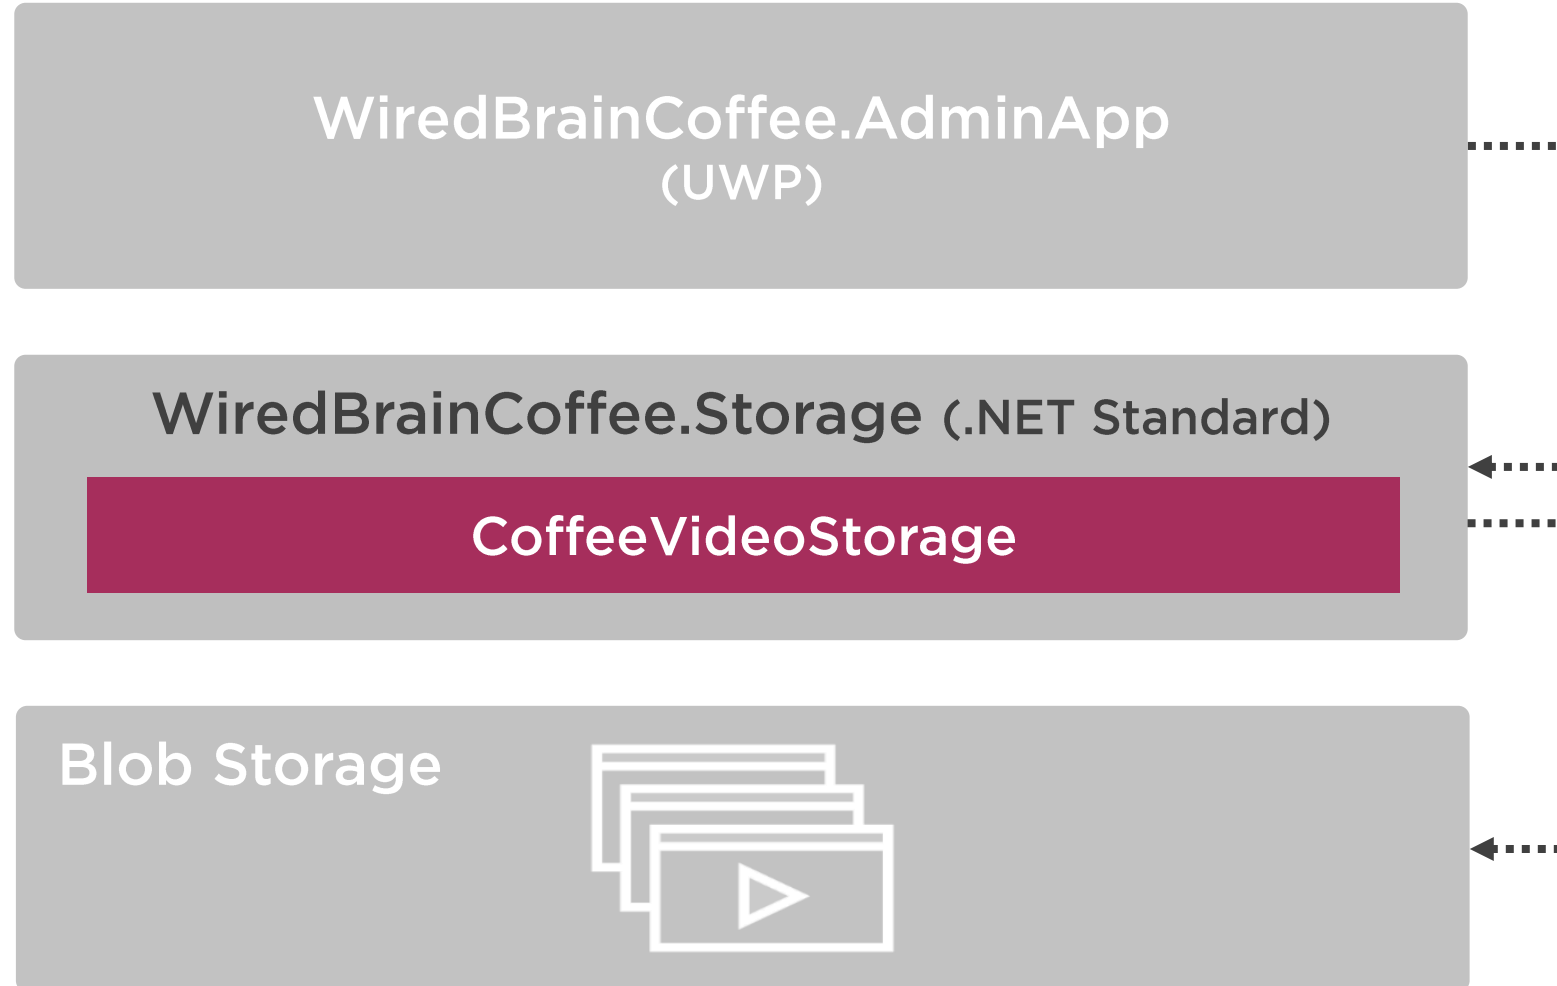 WiredBrainCoffee.AdminApp
(UWP)
WiredBrainCoffee.Storage (.NET Standard)
CoffeeVideoStorage
Blob Storage